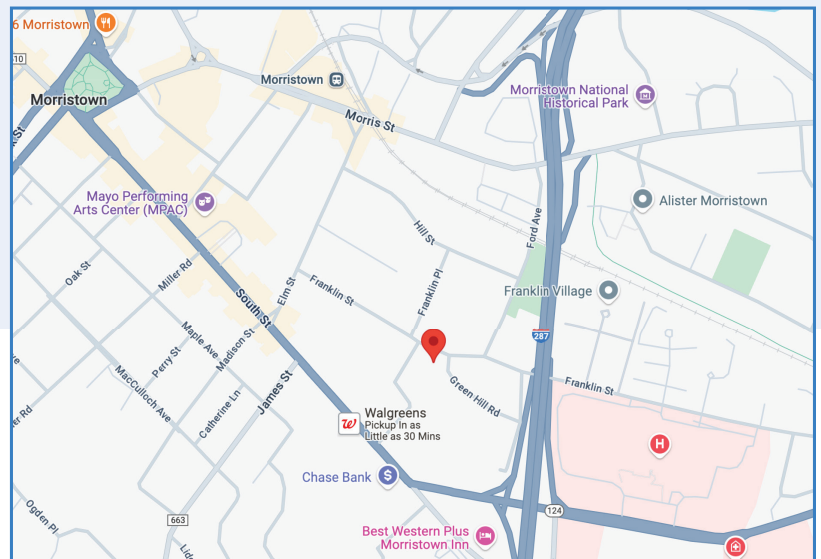 6 Morristown
10
Morristown
Morristown
Morris St
Morristown National
Historical Park
Mayo Performing
Arts Center (MPAC)
Alister Morristown
Hill St
Ford Ave
Oak St
Miller Rd
Elm St
Franklin St
Franklin Pl
Franklin Village
South St
287
Maple Ave
Madison St
Perry St
MacCulloch Ave
Catherine Ln
James St
Green Hill Rd
Franklin St
Walgreens
Pickup In as
Little as 30 Mins
H
Chase Bank
$
124
663
Ogden Pl
Best Western Plus
Morristown Inn